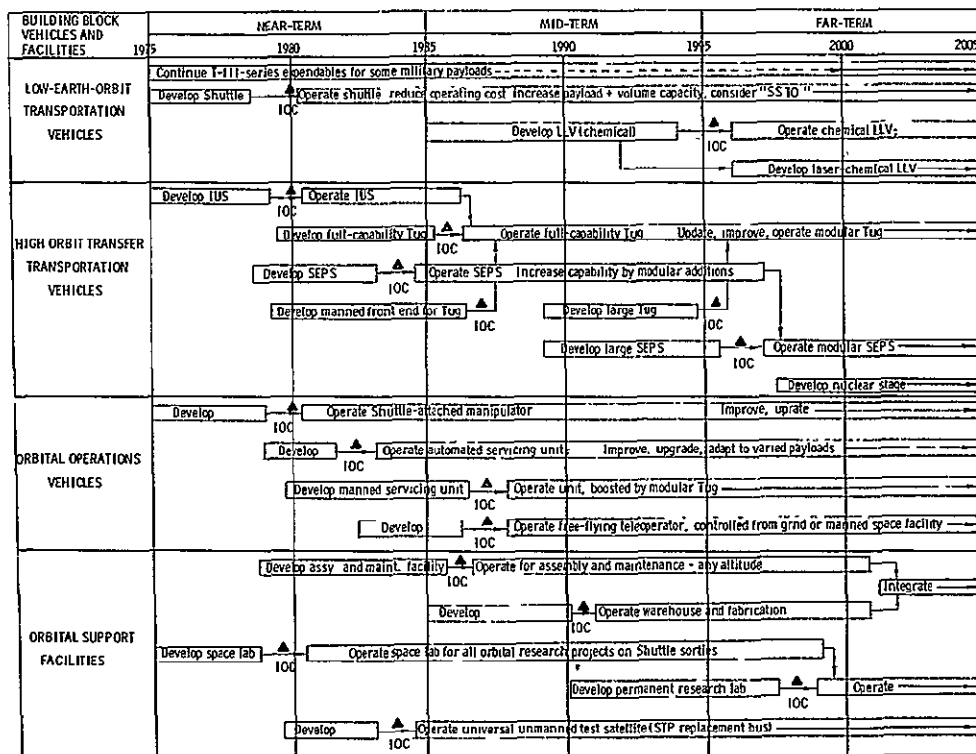 BUILDING BLOCK
VEHICLES AND
FACILITIES
NEAR-TERM
MID-TERM
FAR-TERM
1975
1980
1985
1990
1995
2000
LOW-EARTH-ORBIT
TRANSPORTATION
VEHICLES
Continue T-III-series expendables for some military payloads
Develop Shuttle
IOC
Operate shuttle reduce operating cost increase payload + volume capacity, consider
Develop LLV (chemical)
IOC
Operate chemical LLV
Develop laser-chemical LLV
HIGH ORBIT TRANSFER
TRANSPORTATION
VEHICLES
Develop IUS
IOC
Operate IUS
Develop full-capability Tug
IOC
Operate full-capability Tug
Update, improve, operate modular Tug
Develop SEPS
IOC
Operate SEPS
Increase capability by modular additions
Develop manned front end for Tug
IOC
Develop large Tug
IOC
Develop large SEPS
IOC
Operate modular SEPS
Develop nuclear stage
ORBITAL OPERATIONS
VEHICLES
Develop
IOC
Operate Shuttle-attached manipulator
Improve, uprate
Develop
IOC
Operate automated servicing unit
Improve, upgrade, adapt to varied payloads
Develop manned servicing unit
IOC
Operate unit, boosted by modular Tug
Develop
IOC
Operate free-flying teleoperator, controlled from grnd or manned space facility
ORBITAL SUPPORT
FACILITIES
Develop assy and maint. facility
IOC
Operate for assembly and maintenance - any altitude
Integrate
Develop
IOC
Operate warehouse and fabrication
Develop space lab
IOC
Operate space lab for all orbital research projects on Shuttle sorties
Develop permanent research lab
IOC
Operate
Develop
IOC
Operate universal unmanned test satellite (STP replacement bus)